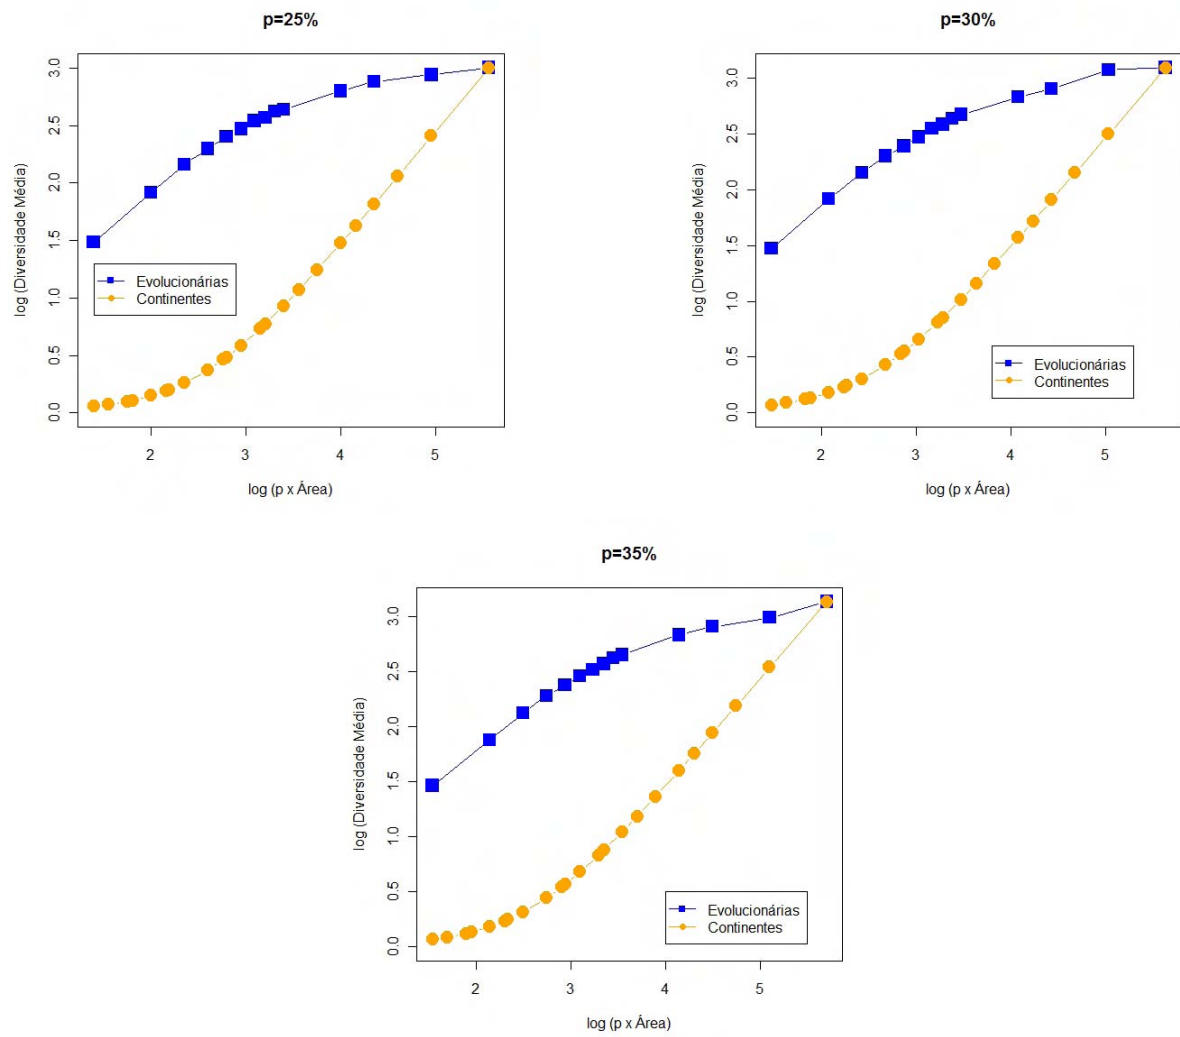 p=25%
log (Diversidade Média)
3.0
2.5
2.0
1.5
1.0
0.5
0.0
Evolucionárias
Continentes
2 3 4 5
log (p x Área)
p=30%
log (Diversidade Média)
3.0
2.5
2.0
1.5
1.0
0.5
0.0
Evolucionárias
Continentes
2 3 4 5
log (p x Área)
p=35%
log (Diversidade Média)
3.0
2.5
2.0
1.5
1.0
0.5
0.0
Evolucionárias
Continentes
2 3 4 5
log (p x Área)